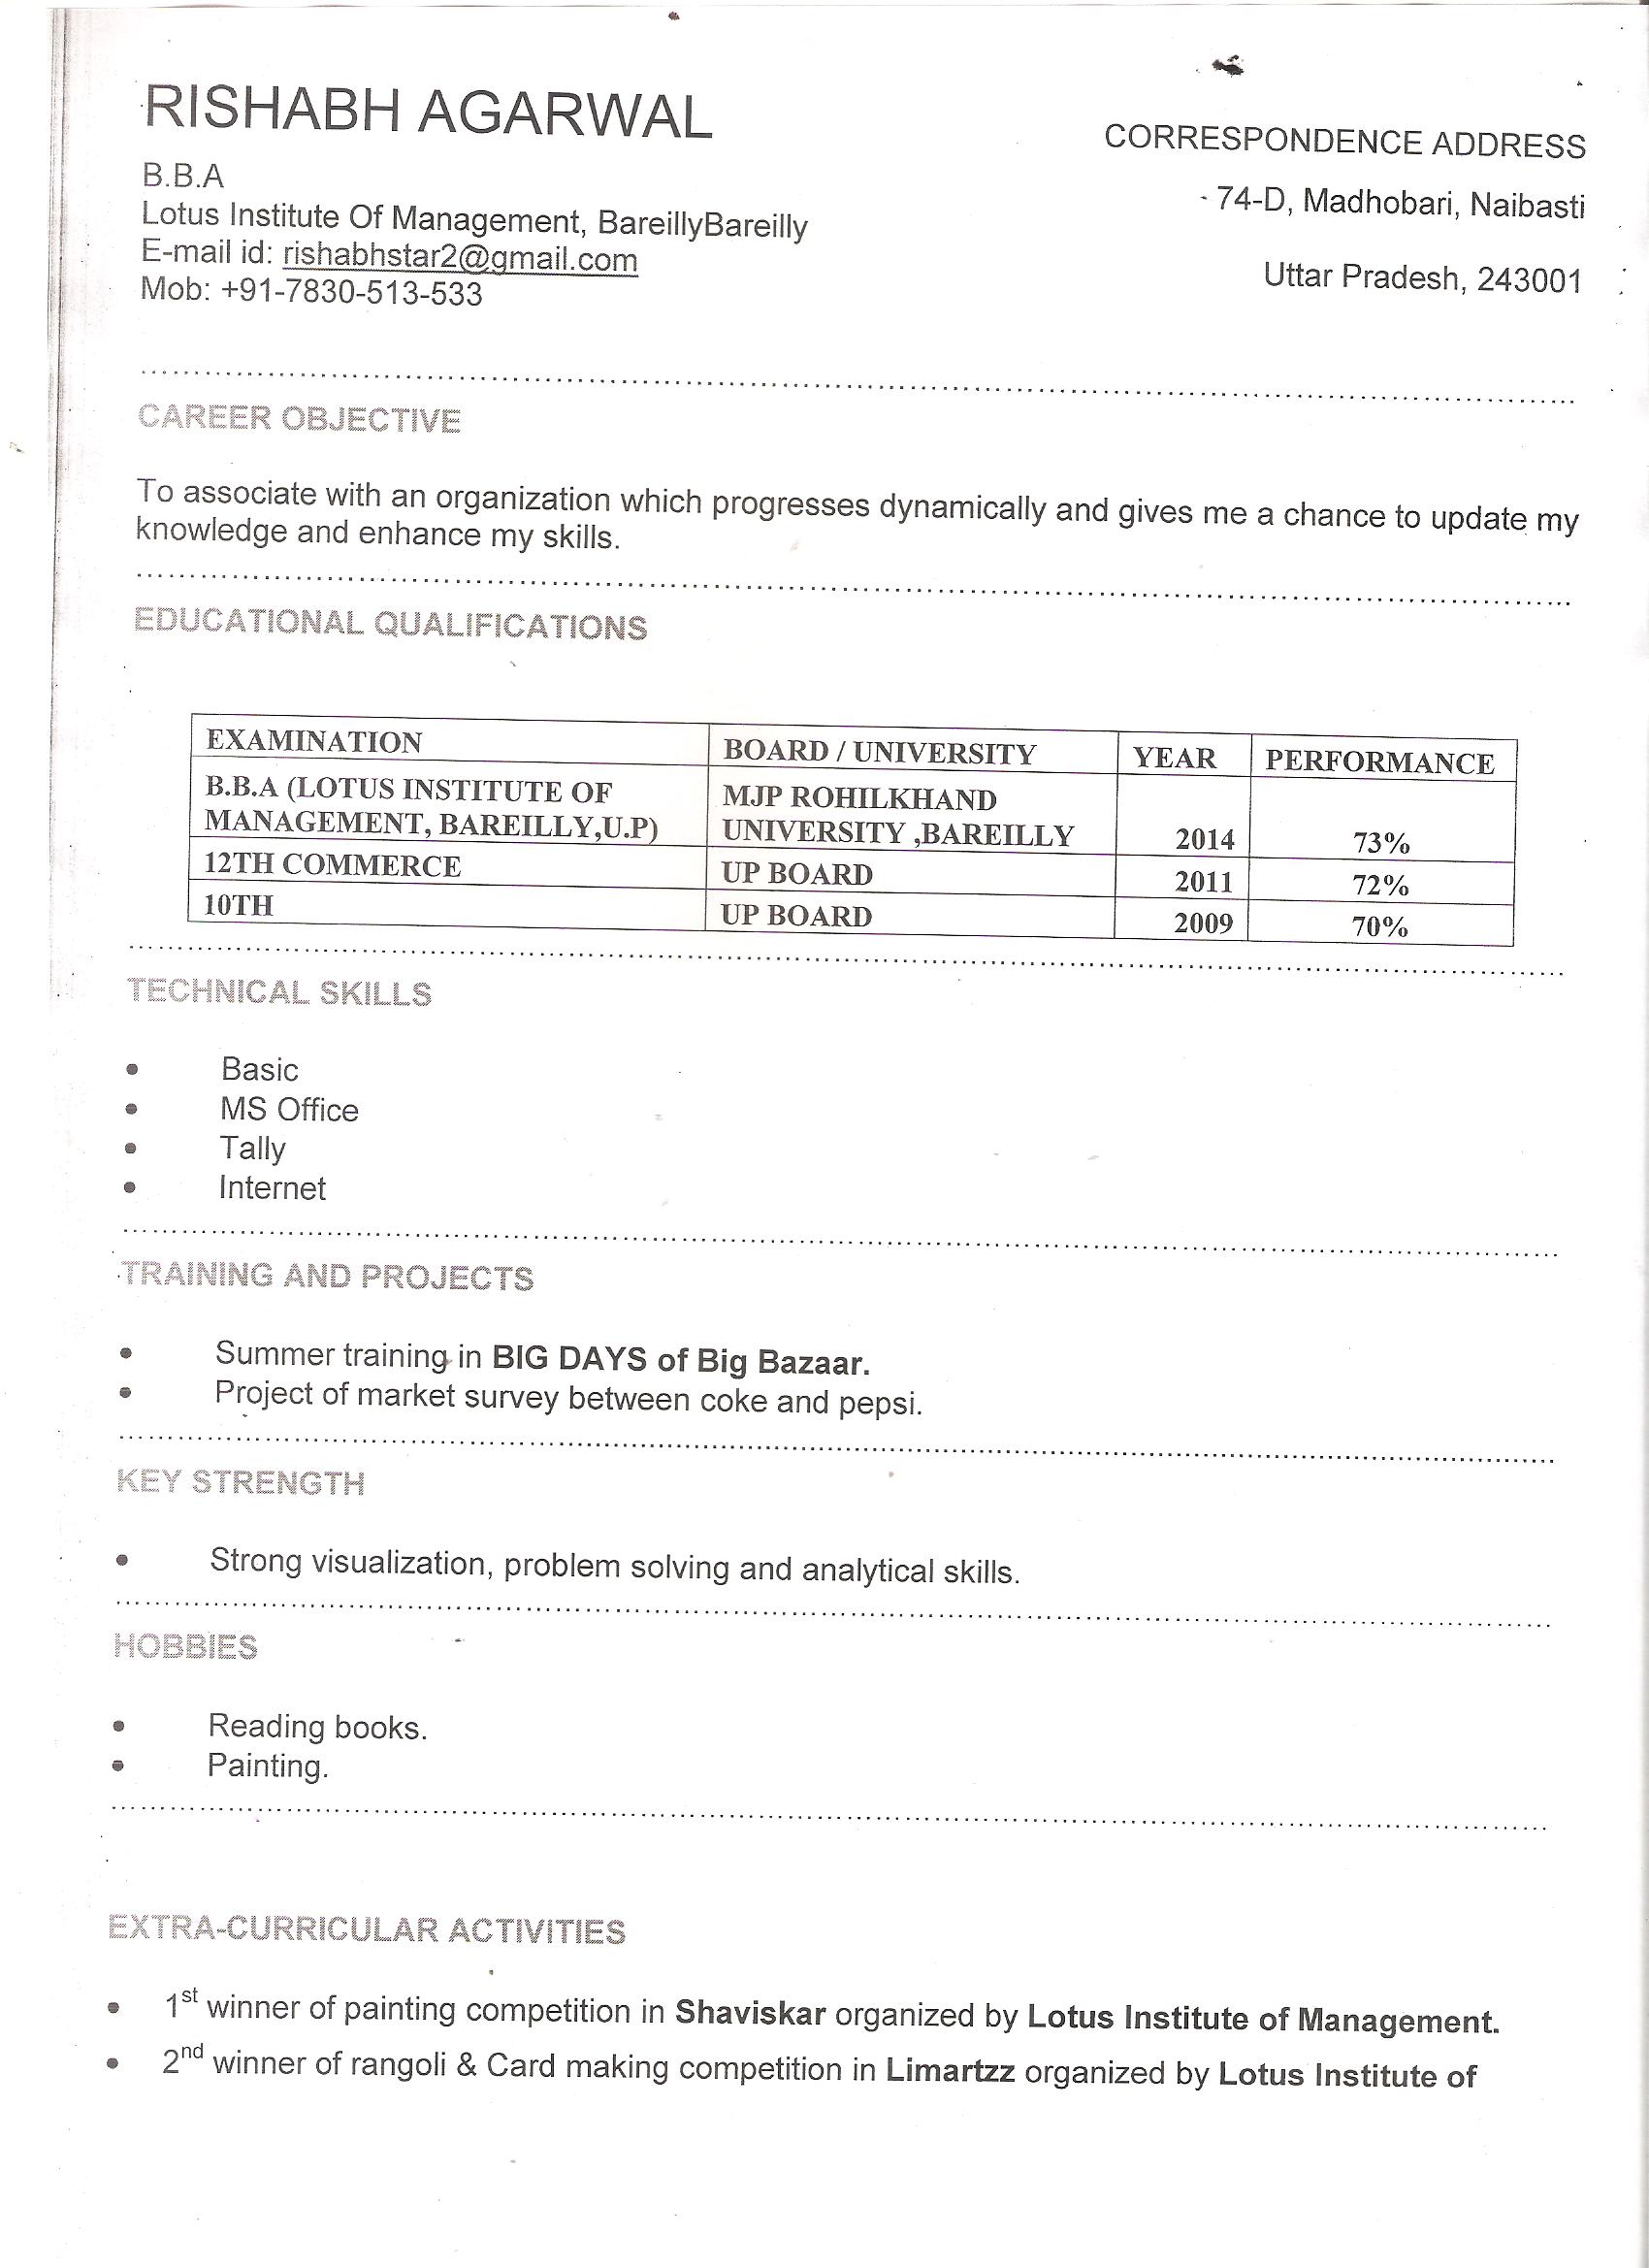 RISHABH AGARWAL
B.B.A
Lotus Institute Of Management, BareillyBareilly
E-mail id: rishabhstar2@gmail.com
Mob: +91-7830-513-533
CORRESPONDENCE ADDRESS
74-D, Madhobari, Naibasti
Uttar Pradesh, 243001
CAREER OBJECTIVE
To associate with an organization which progresses dynamically and gives me a chance to update my
knowledge and enhance my skills.
EDUCATIONAL QUALIFICATIONS
EXAMINATION BOARD / UNIVERSITY YEAR PERFORMANCE
B.B.A (LOTUS INSTITUTE OF MJP ROHILKHAND
MANAGEMENT, BAREILLY,U.P) UNIVERSITY ,BAREILLY 2014 73%
12TH COMMERCE UP BOARD 2011 72%
10TH UP BOARD 2009 70%
TECHNICAL SKILLS
• Basic
• MS Office
• Tally
• Internet
TRAINING AND PROJECTS
• Summer training in BIG DAYS of Big Bazaar.
• Project of market survey between coke and pepsi.
KEY STRENGTH
• Strong visualization, problem solving and analytical skills.
HOBBIES
• Reading books.
• Painting.
EXTRA-CURRICULAR ACTIVITIES
• 1st winner of painting competition in Shaviskar organized by Lotus Institute of Management.
• 2nd winner of rangoli & Card making competition in Limartzz organized by Lotus Institute of